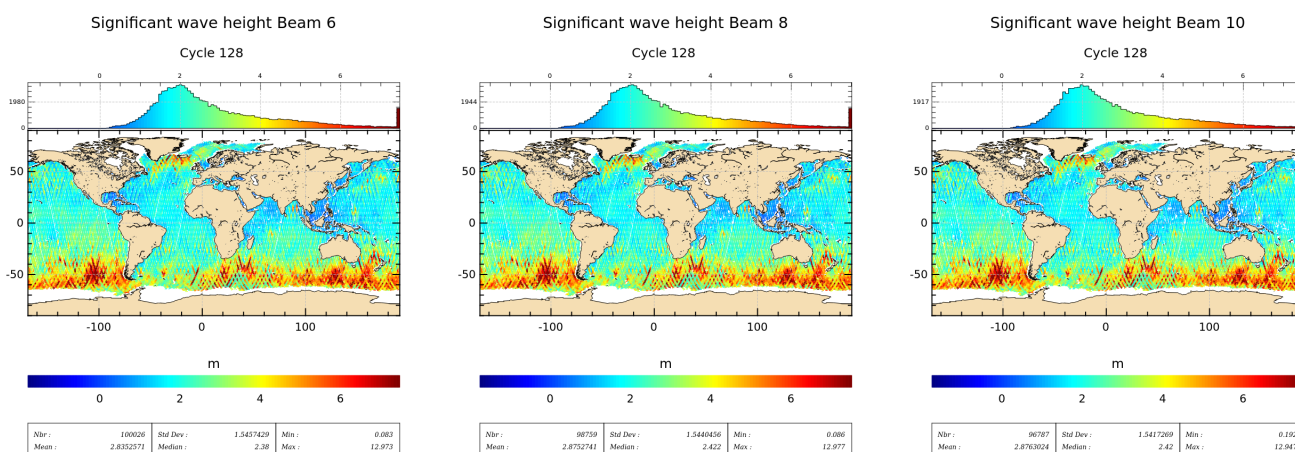 Significant wave height Beam 6
Cycle 128
0 2 4 6
1980
0
50
0
-50
-100 0 100
m
0 2 4 6
Nbr : 100026 Std Dev : 1.5457429 Min : 0.083
Mean : 2.8352571 Median : 2.38 Max : 12.973
Significant wave height Beam 8
Cycle 128
0 2 4 6
1944
0
50
0
-50
-100 0 100
m
0 2 4 6
Nbr : 98759 Std Dev : 1.5440456 Min : 0.086
Mean : 2.8752741 Median : 2.422 Max : 12.977
Significant wave height Beam 10
Cycle 128
0 2 4 6
1917
0
50
0
-50
-100 0 100
m
0 2 4 6
Nbr : 96787 Std Dev : 1.5417269 Min : 0.192
Mean : 2.8763024 Median : 2.42 Max : 12.947